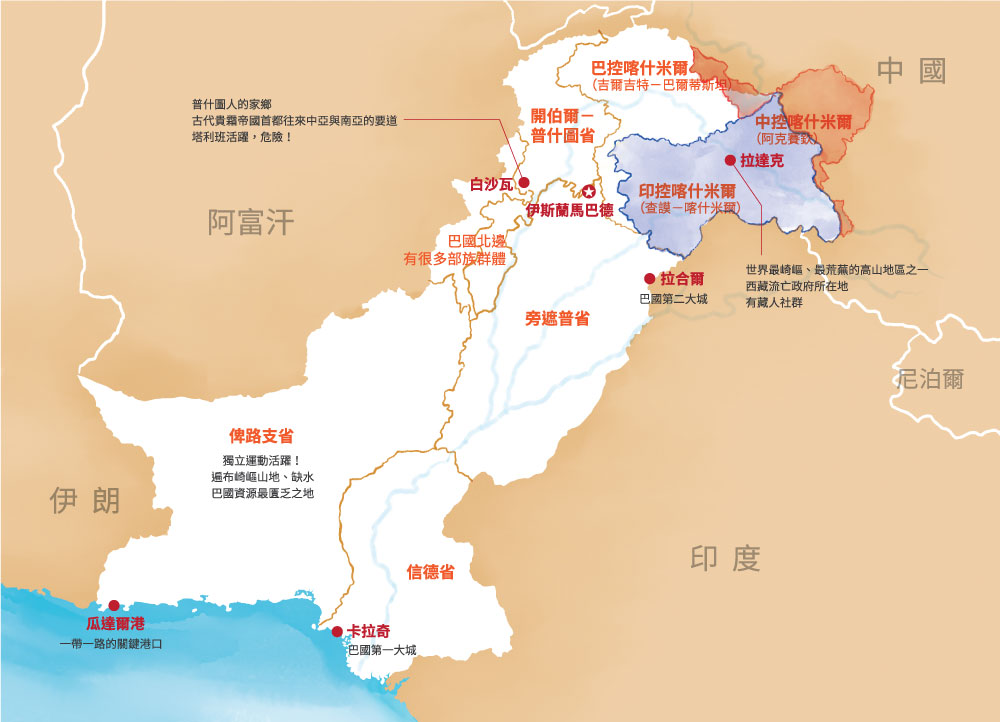 中國
巴控喀什米爾
（吉爾吉特－巴爾蒂斯坦）
普什圖人的家鄉
古代貴霜帝國首都往來中亞與南亞的要道
塔利班活躍，危險！
開伯爾－
普什圖省
中控喀什米爾
（阿克賽欽）
拉達克
白沙瓦
伊斯蘭馬巴德
印控喀什米爾
（查謨－喀什米爾）
阿富汗
巴國北邊
有很多部族群體
世界最崎嶇、最荒蕪的高山地區之一
西藏流亡政府所在地
有藏人社群
拉合爾
巴國第二大城
旁遮普省
尼泊爾
俾路支省
獨立運動活躍！
遍布崎嶇山地、缺水
巴國資源最匱乏之地
伊朗
印度
信德省
瓜達爾港
一帶一路的關鍵港口
卡拉奇
巴國第一大城